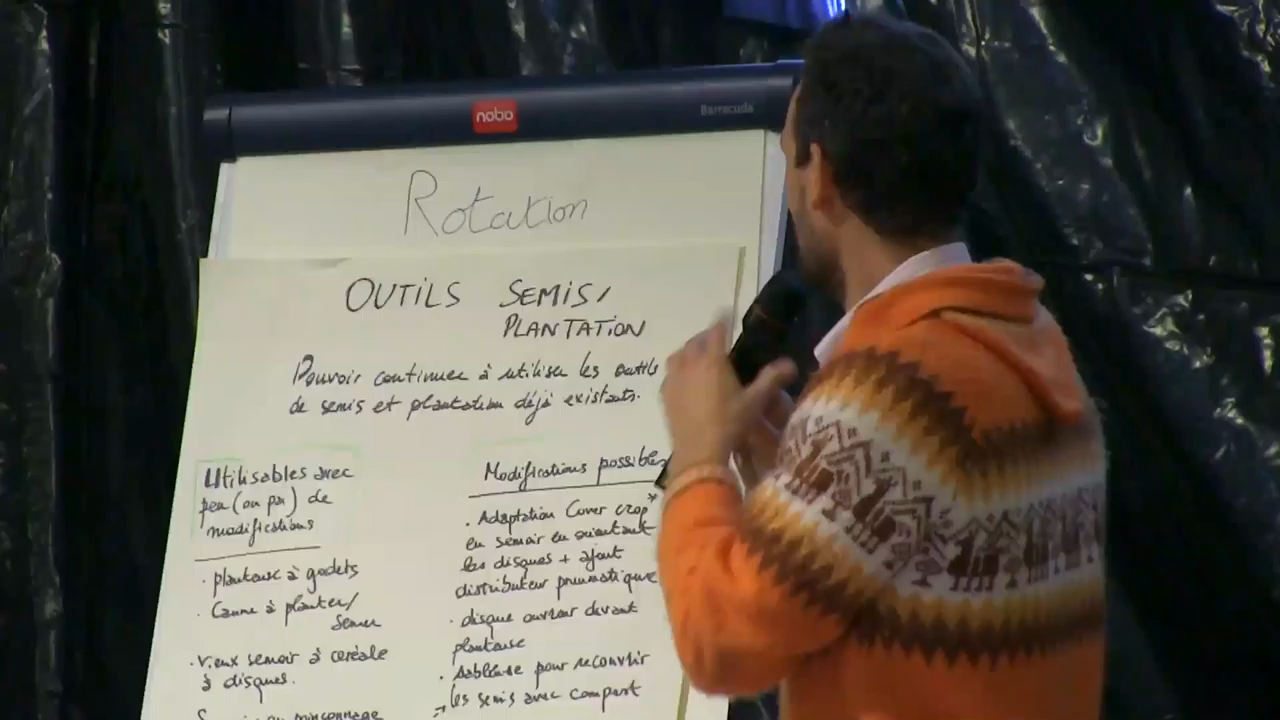 nobo
Barracuda
Rotation
OUTILS SEMIS/
PLANTATION
Pouvoir continuer à utiliser les outils
de semis et plantation déjà existants.
Utilisables avec
peu (ou pas) de
modifications
. planteuse à godets
. Canne à planter/
semer
. Vieux semoir à céréale
à disques.
Modifications possibles
. Adaptation Cover crop*
en semoir en orientant
les disques + ajout
distributeur pneumatique
. disque ouvreur devant
planteuse
. Sableuse pour recouvrir
les semis avec compost